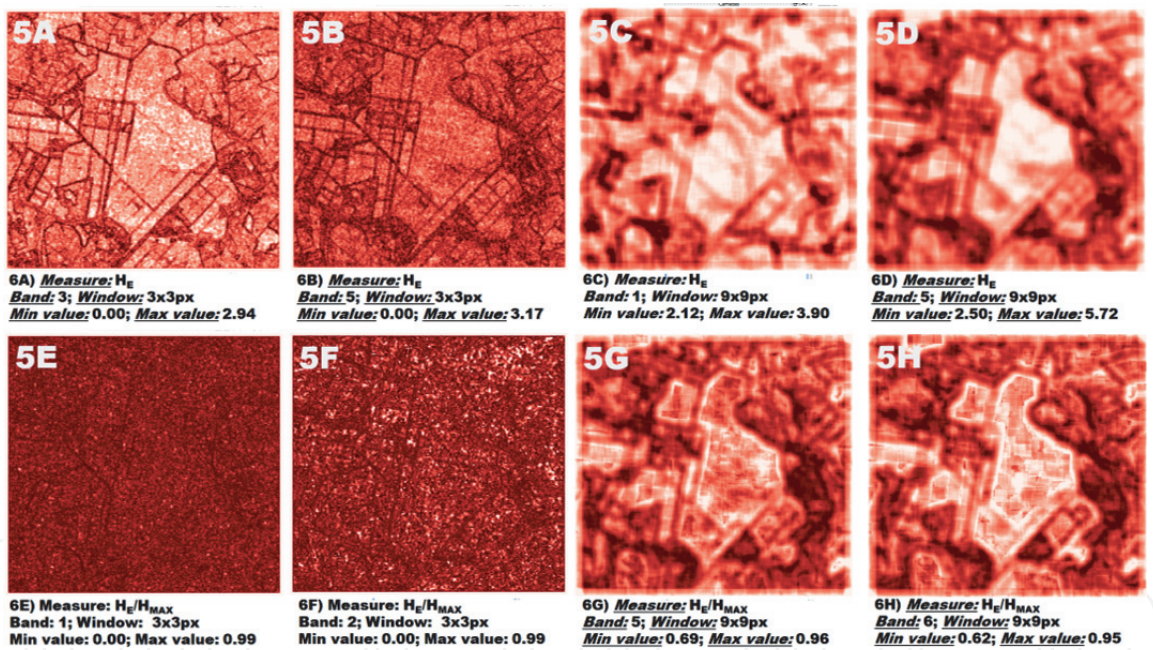 5A
5B
5C
5D
6A) Measure: HE
Band: 3; Window: 3x3px
Min value: 0.00; Max value: 2.94
6B) Measure: HE
Band: 5; Window: 3x3px
Min value: 0.00; Max value: 3.17
6C) Measure: HE
Band: 1; Window: 9x9px
Min value: 2.12; Max value: 3.90
6D) Measure: HE
Band: 5; Window: 9x9px
Min value: 2.50; Max value: 5.72
5E
5F
5G
5H
6E) Measure: HE/HMAX
Band: 1; Window: 3x3px
Min value: 0.00; Max value: 0.99
6F) Measure: HE/HMAX
Band: 2; Window: 3x3px
Min value: 0.00; Max value: 0.99
6G) Measure: HE/HMAX
Band: 5; Window: 9x9px
Min value: 0.69; Max value: 0.96
6H) Measure: HE/HMAX
Band: 6; Window: 9x9px
Min value: 0.62; Max value: 0.95